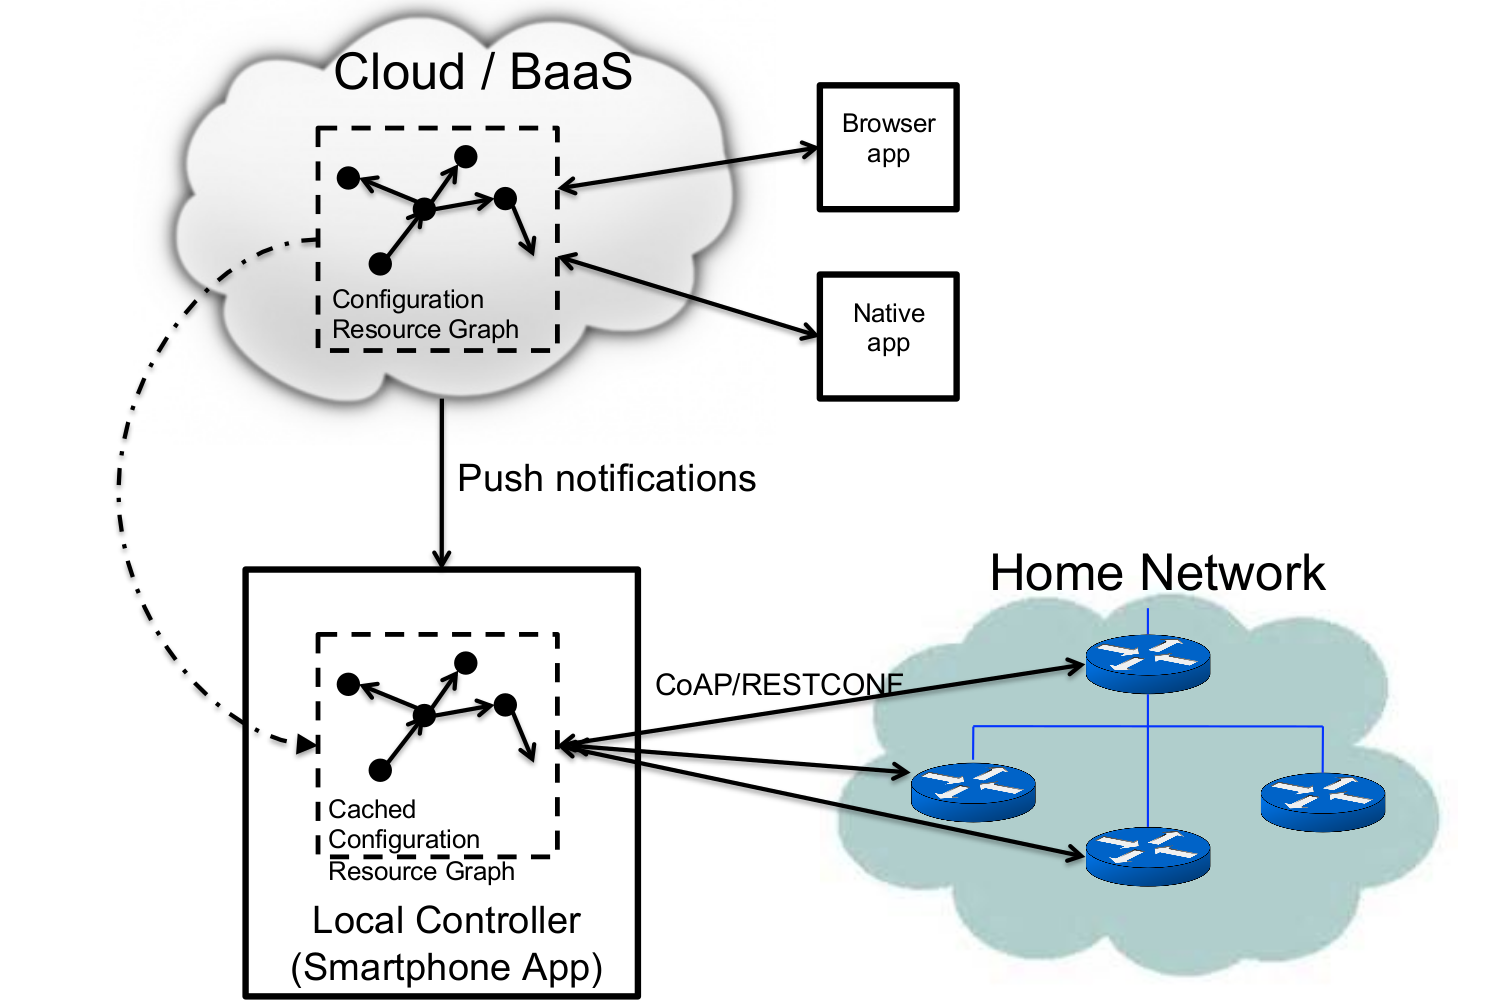 Cloud / BaaS
Browser
app
Configuration
Resource Graph
Native
app
Push notifications
Home Network
CoAP/RESTCONF
Cached
Configuration
Resource Graph
Local Controller
(Smartphone App)